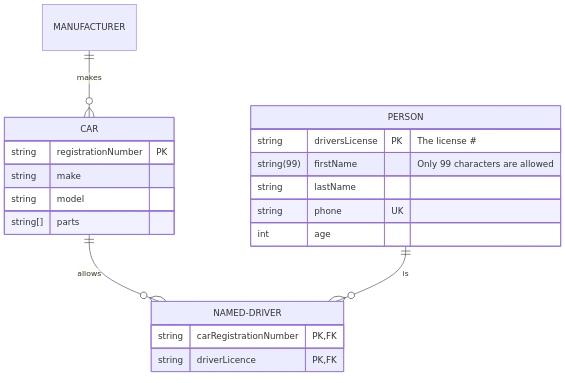 MANUFACTURER
makes
CAR
string registrationNumber PK
string make
string model
string[] parts
PERSON
string driversLicense PK The license #
string(99) firstName Only 99 characters are allowed
string lastName
string phone UK
int age
allows
is
NAMED-DRIVER
string carRegistrationNumber PK,FK
string driverLicence PK,FK